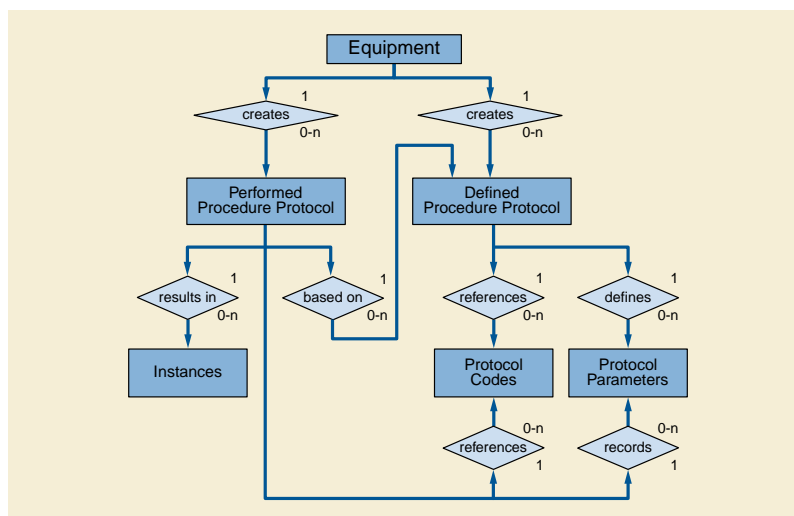 Equipment
1
1
creates
creates
0-n
0-n
Performed
Procedure Protocol
Defined
Procedure Protocol
1
1
1
1
results in
based on
references
defines
0-n
0-n
0-n
0-n
Instances
Protocol
Codes
Protocol
Parameters
0-n
0-n
references
records
1
1